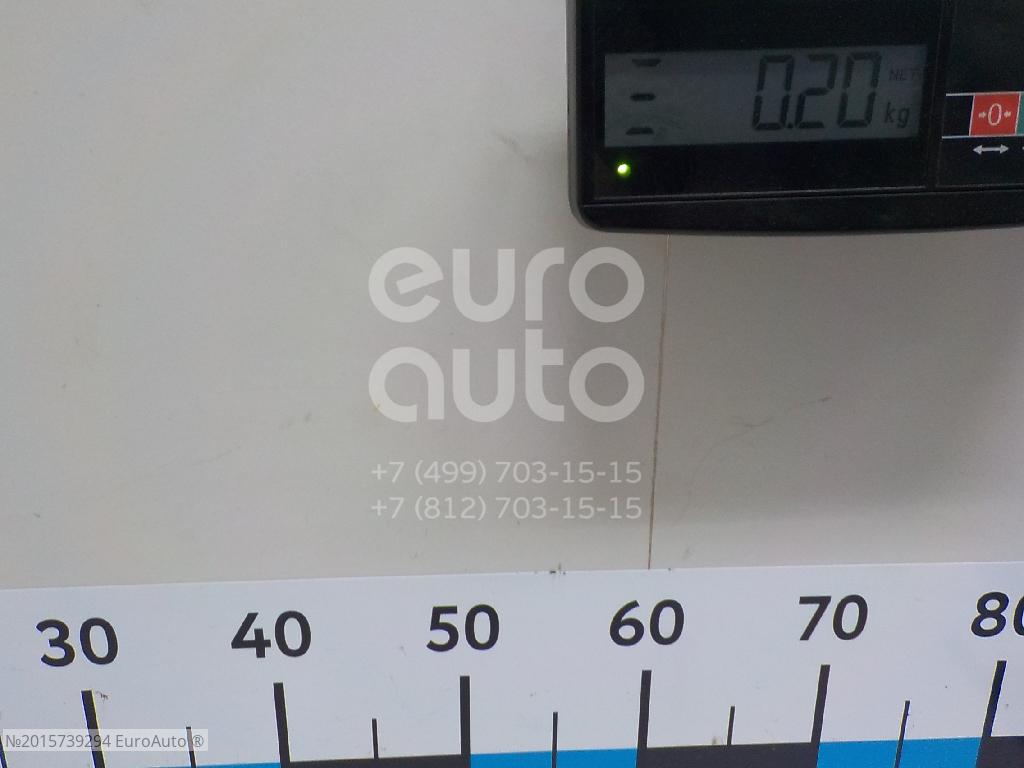 0.20
NET
kg
→0←
euro
auto
+7 (499) 703-15-15
+7 (812) 703-15-15
30 40 50 60 70 80
№2015739294 EuroAuto ®